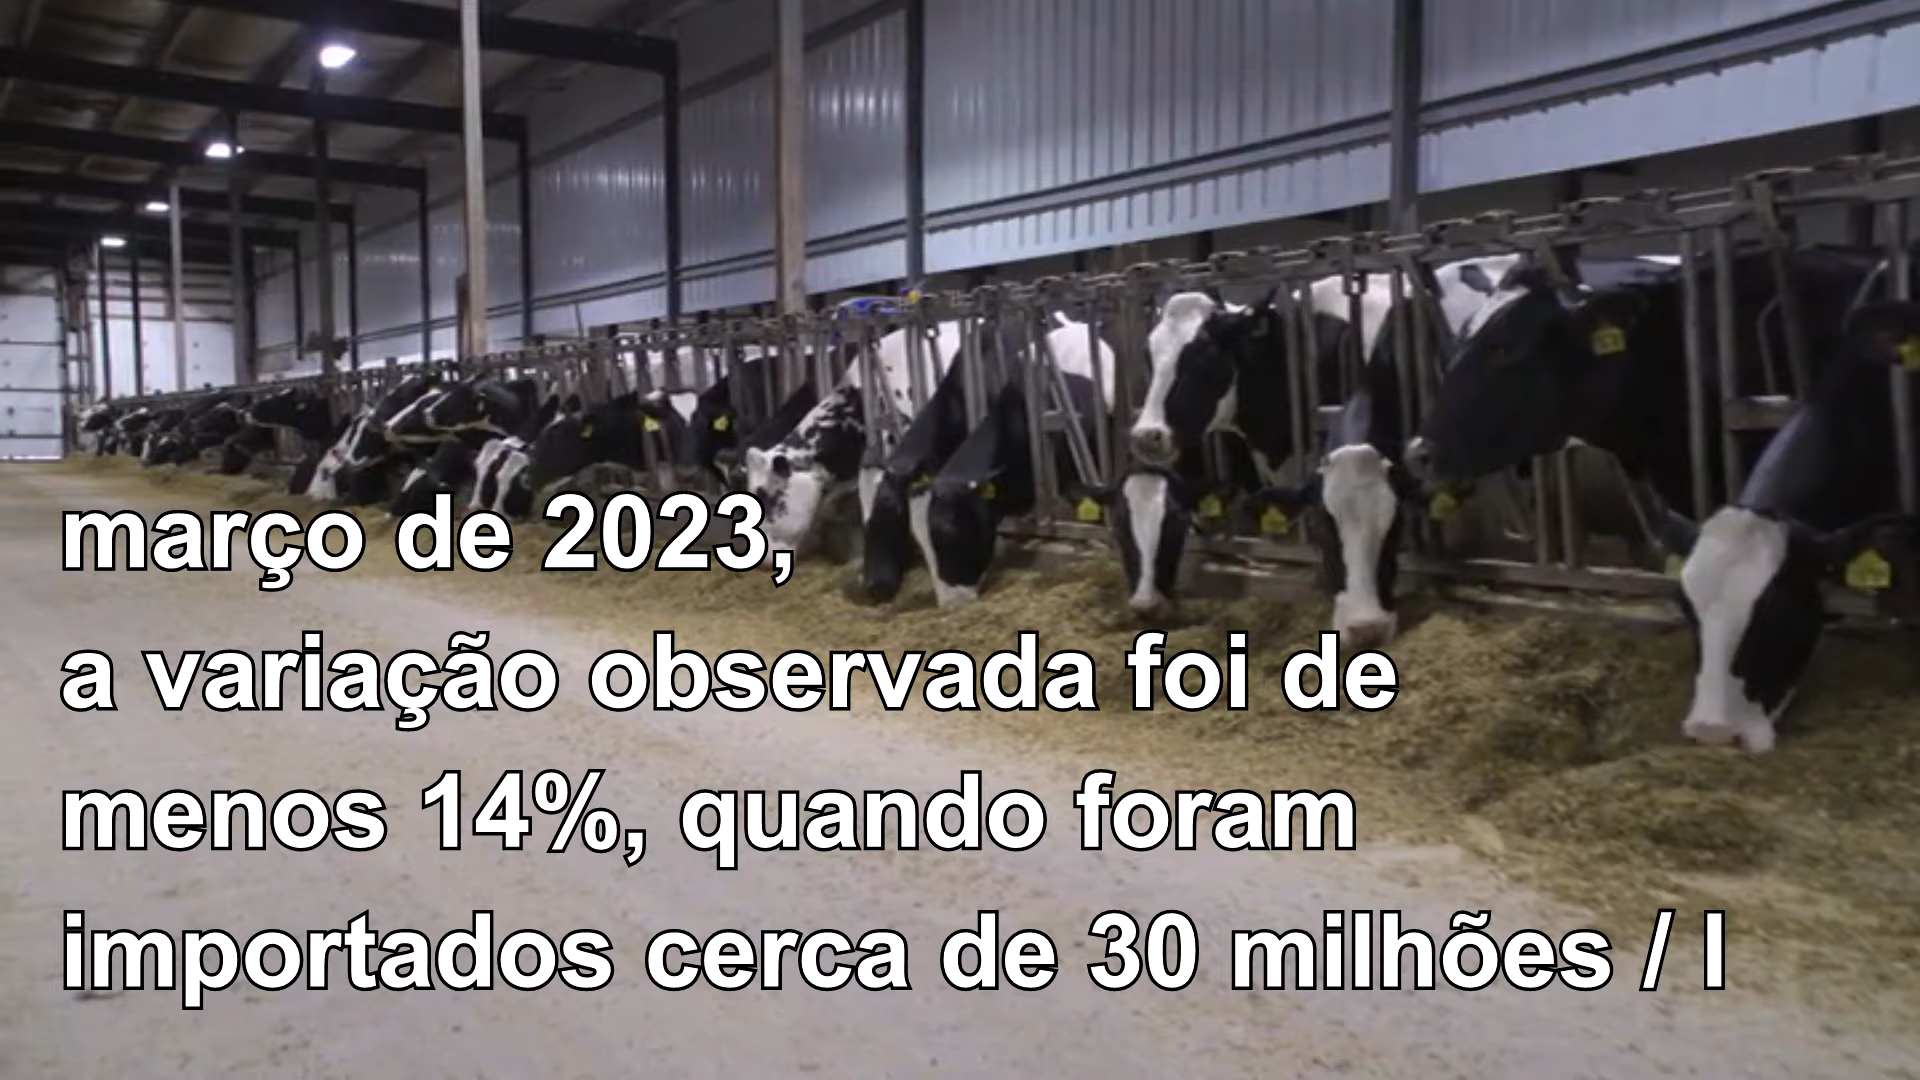 março de 2023,
a variação observada foi de
menos 14%, quando foram
importados cerca de 30 milhões / l